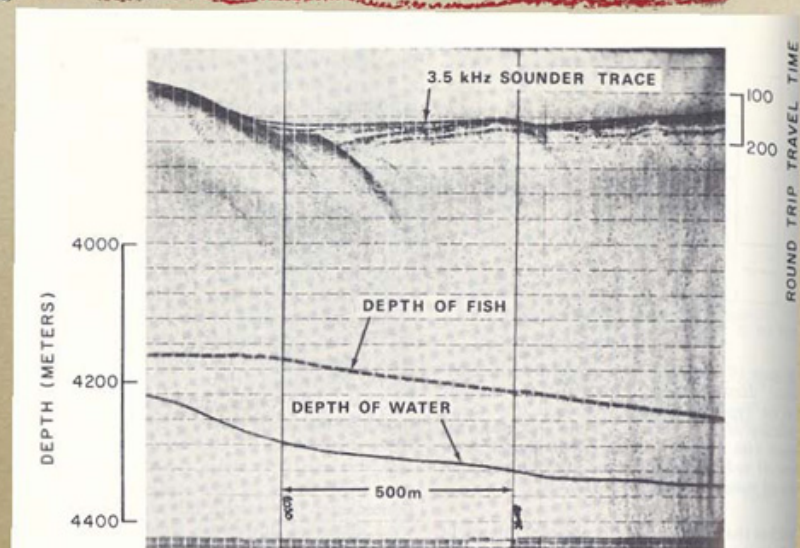 3.5 kHz SOUNDER TRACE
100
200
ROUND TRIP TRAVEL TIME
4000
DEPTH OF FISH
DEPTH (METERS)
4200
DEPTH OF WATER
500m
4400